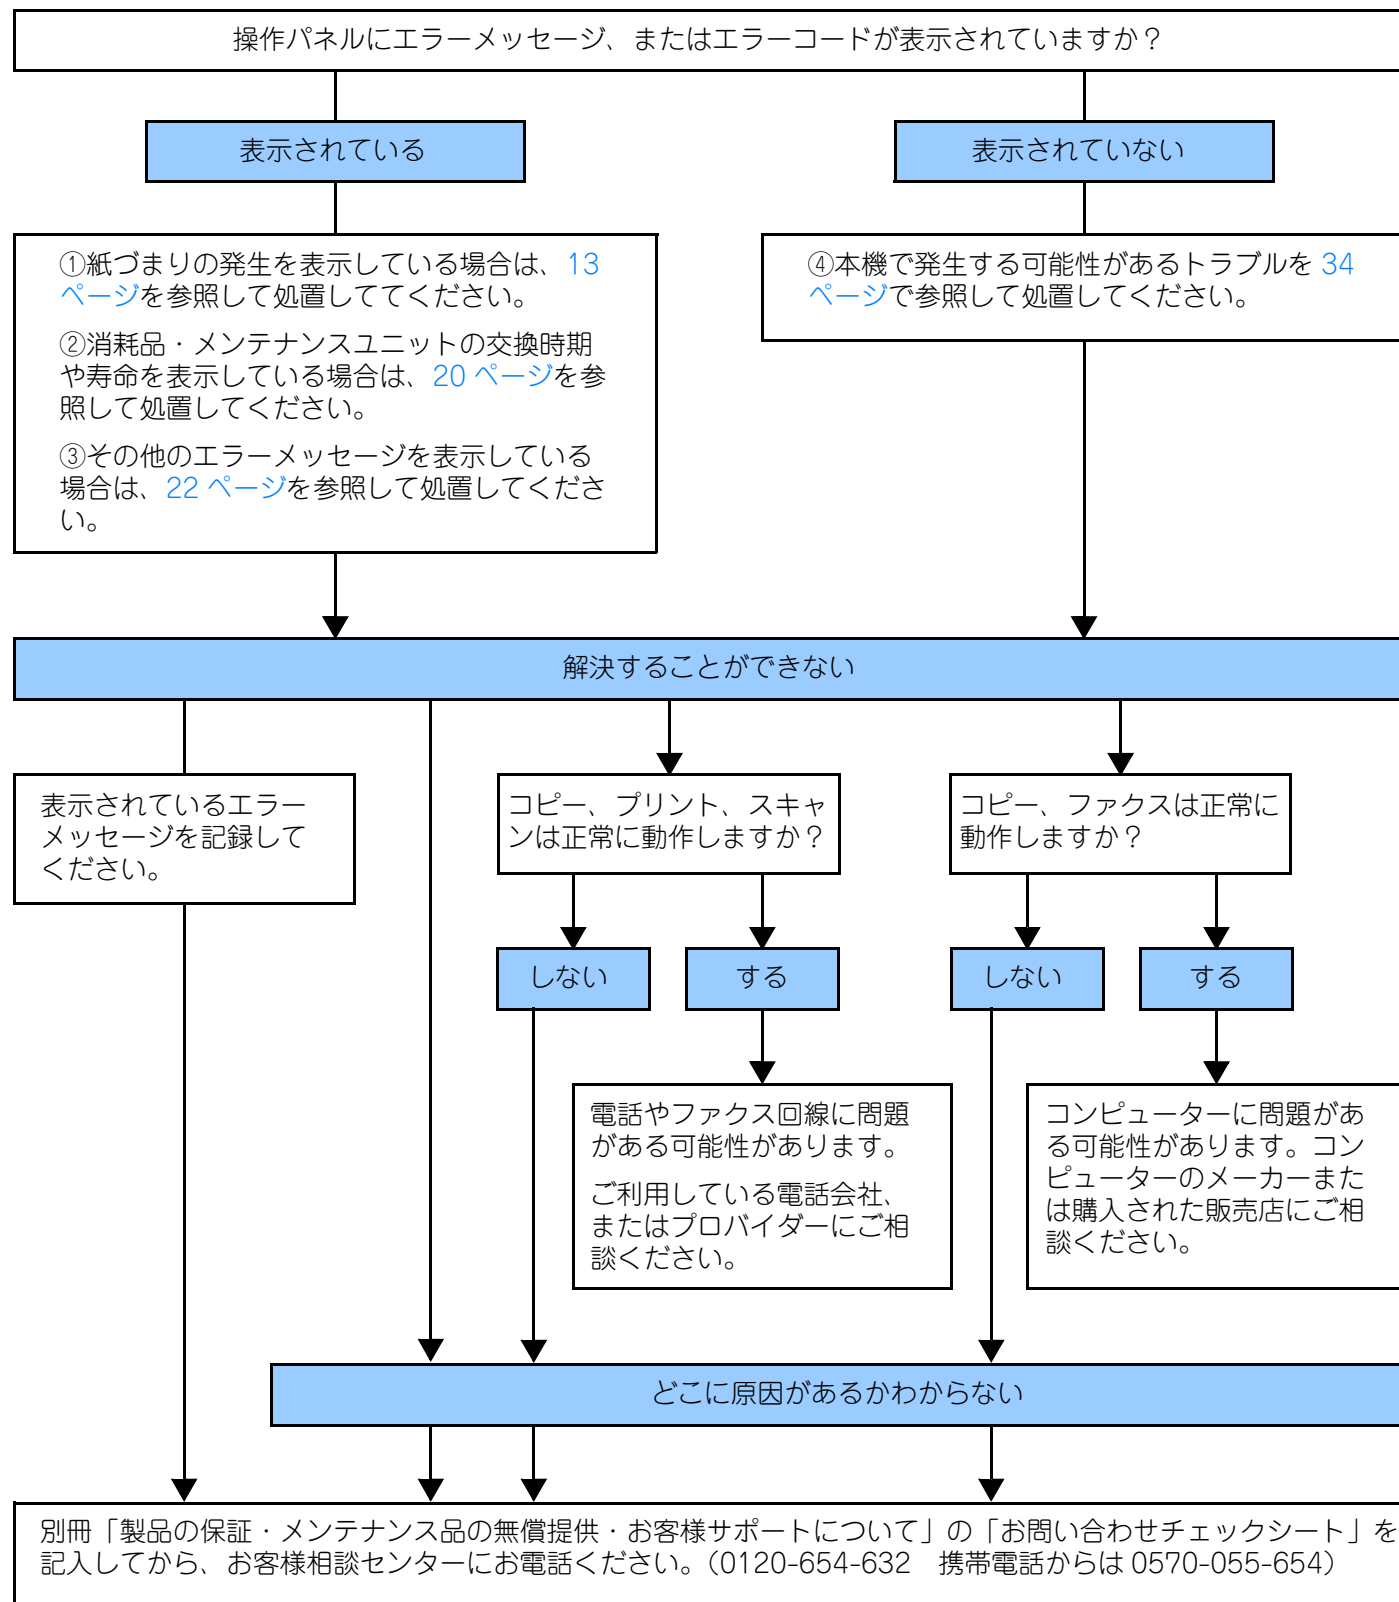 操作パネルにエラーメッセージ、またはエラーコードが表示されていますか？
表示されている
表示されていない
①紙づまりの発生を表示している場合は、13
ページを参照して処置しててください。
②消耗品・メンテナンスユニットの交換時期
や寿命を表示している場合は、20 ページを参
照して処置してください。
③その他のエラーメッセージを表示している
場合は、22 ページを参照して処置してくださ
い。
④本機で発生する可能性があるトラブルを 34
ページで参照して処置してください。
解決することができない
表示されているエラー
メッセージを記録して
ください。
コピー、プリント、スキャ
ンは正常に動作しますか？
コピー、ファクスは正常に
動作しますか？
しない
する
しない
する
電話やファクス回線に問題
がある可能性があります。
ご利用している電話会社、
またはプロバイダーにご相
談ください。
コンピューターに問題があ
る可能性があります。コン
ピューターのメーカーまた
は購入された販売店にご相
談ください。
どこに原因があるかわからない
別冊「製品の保証・メンテナンス品の無償提供・お客様サポートについて」の「お問い合わせチェックシート」を
記入してから、お客様相談センターにお電話ください。（0120-654-632　携帯電話からは 0570-055-654）